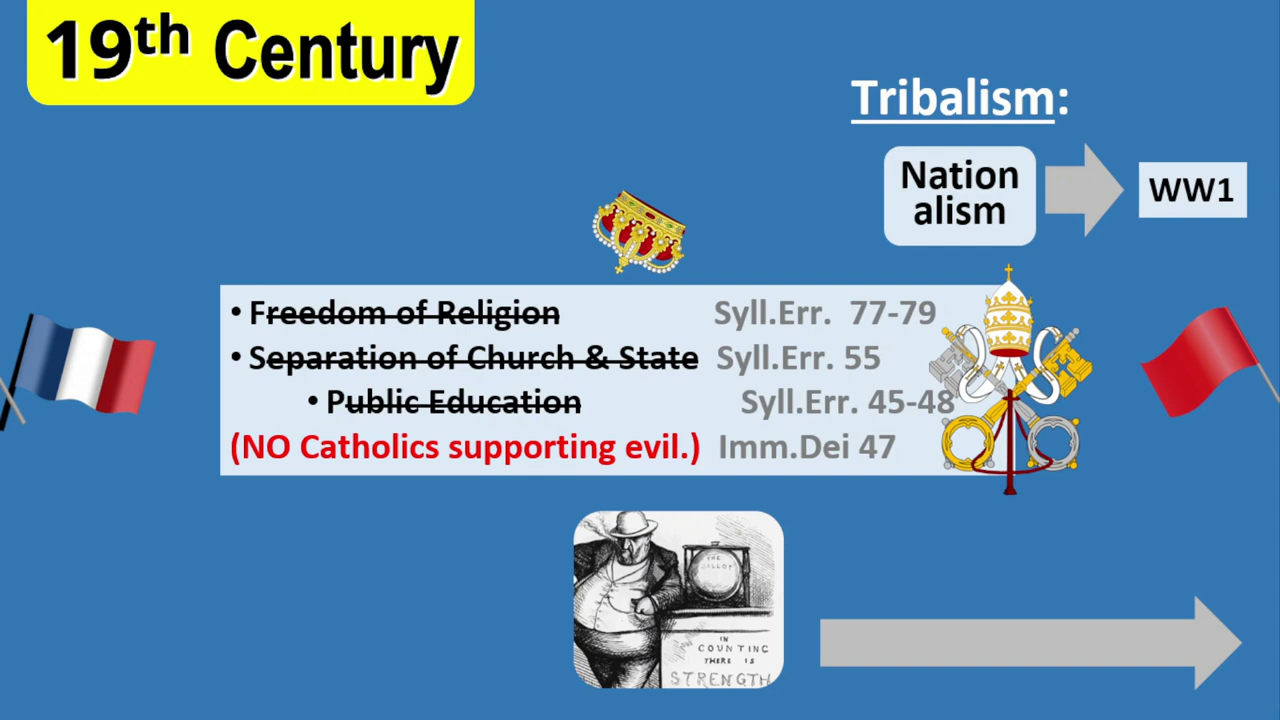 19th Century
Tribalism:
Nation
alism
WW1
• Freedom of Religion Syll.Err. 77-79
• Separation of Church & State Syll.Err. 55
• Public Education Syll.Err. 45-48
(NO Catholics supporting evil.) Imm.Dei 47
THE
BALLOT
IN
COUNTING
THERE IS
STRENGTH